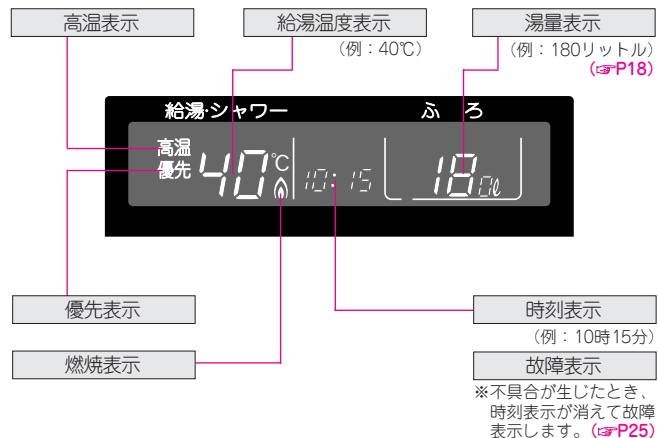 高温表示
給湯温度表示
(例：40℃)
湯量表示
(例：180リットル)
(☞P18)
給湯・シャワー
ふろ
高温
優先
40℃
10:15
180ℓ
優先表示
燃焼表示
時刻表示
(例：10時15分)
故障表示
※不具合が生じたとき、
時刻表示が消えて故障
表示します。(☞P25)